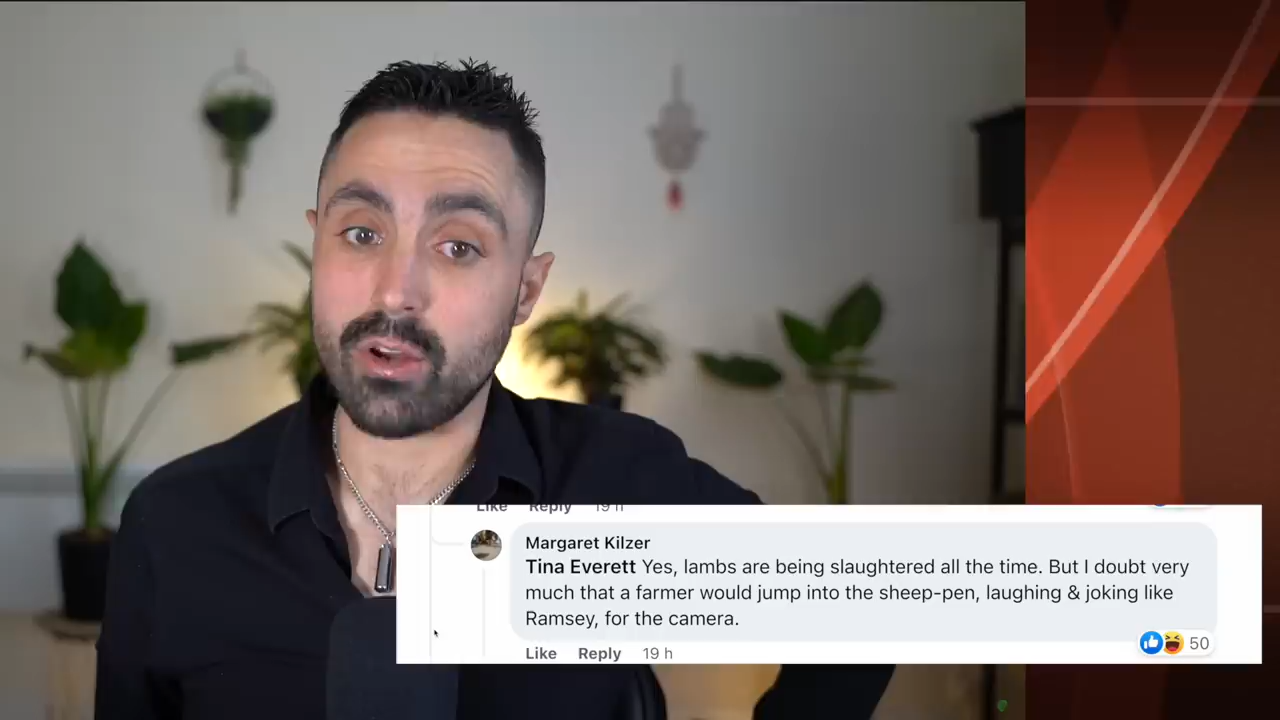 Like Reply 19 h
Margaret Kilzer
Tina Everett Yes, lambs are being slaughtered all the time. But I doubt very
much that a farmer would jump into the sheep-pen, laughing & joking like
Ramsey, for the camera.
50
Like Reply 19 h